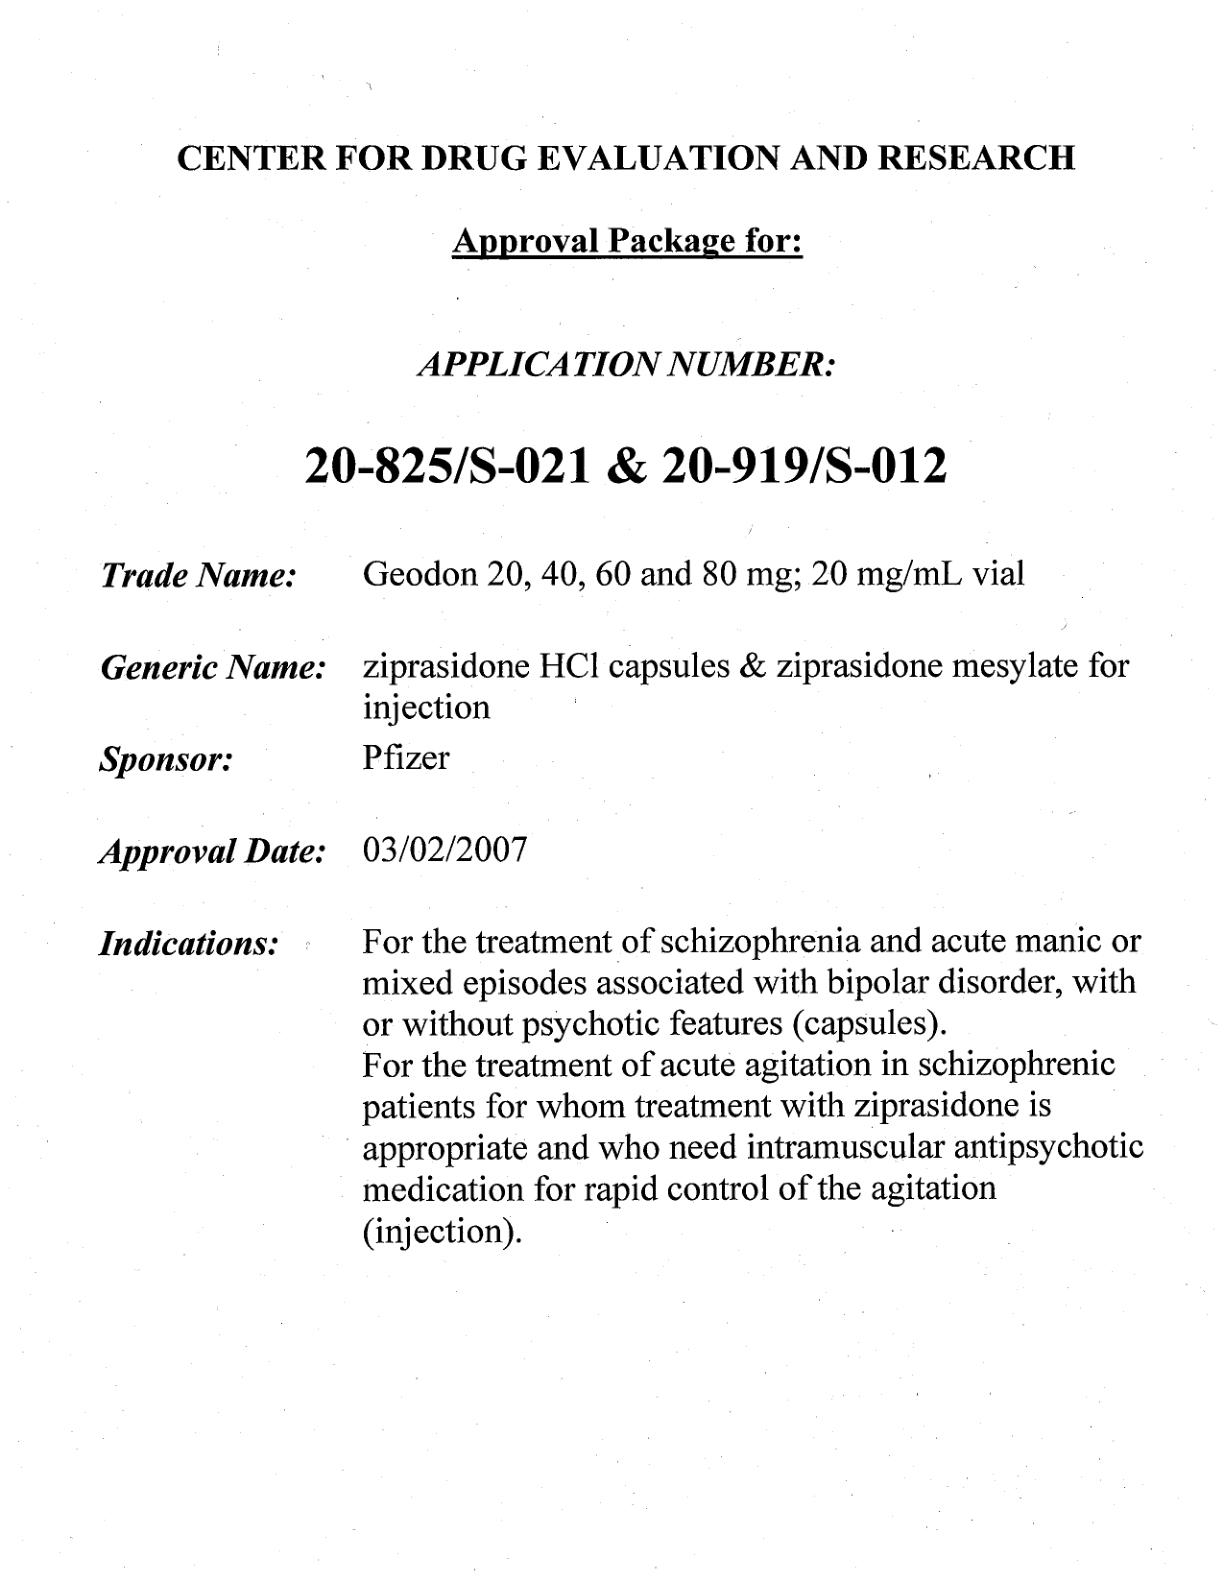 CENTER FOR DRUG EVALUATION AND RESEARCH
Approval Package for:
APPLICATION NUMBER:
20-825/S-021 & 20-919/S-012
Trade Name: Geodon 20, 40, 60 and 80 mg; 20 mg/mL vial
Generic Name: ziprasidone HCl capsules & ziprasidone mesylate for
injection
Sponsor: Pfizer
Approval Date: 03/02/2007
Indications: For the treatment of schizophrenia and acute manic or
mixed episodes associated with bipolar disorder, with
or without psychotic features (capsules).
For the treatment of acute agitation in schizophrenic
patients for whom treatment with ziprasidone is
appropriate and who need intramuscular antipsychotic
medication for rapid control of the agitation
(injection).